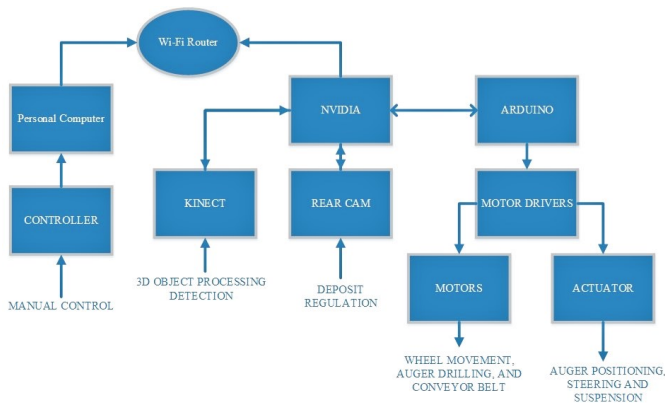 Wi-Fi Router
NVIDIA
ARDUINO
Personal Computer
KINECT
REAR CAM
MOTOR DRIVERS
CONTROLLER
3D OBJECT PROCESSING
DETECTION
DEPOSIT
REGULATION
MOTORS
ACTUATOR
MANUAL CONTROL
WHEEL MOVEMENT,
AUGER DRILLING, AND
CONVEYOR BELT
AUGER POSITIONING,
STEERING AND
SUSPENSION